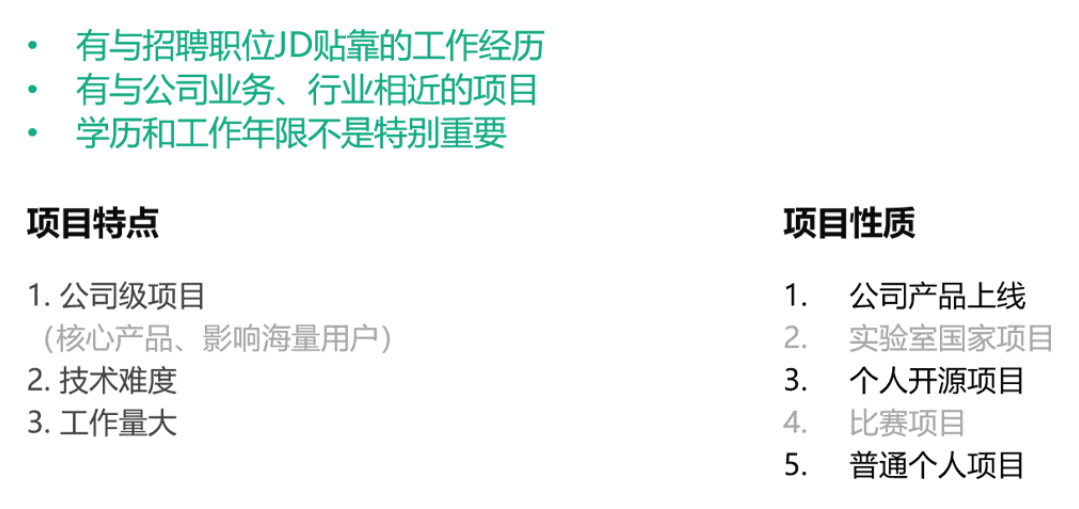 • 有与招聘职位JD贴靠的工作经历
• 有与公司业务、行业相近的项目
• 学历和工作年限不是特别重要
项目特点
1. 公司级项目
（核心产品、影响海量用户）
2. 技术难度
3. 工作量大
项目性质
1. 公司产品上线
2. 实验室国家项目
3. 个人开源项目
4. 比赛项目
5. 普通个人项目